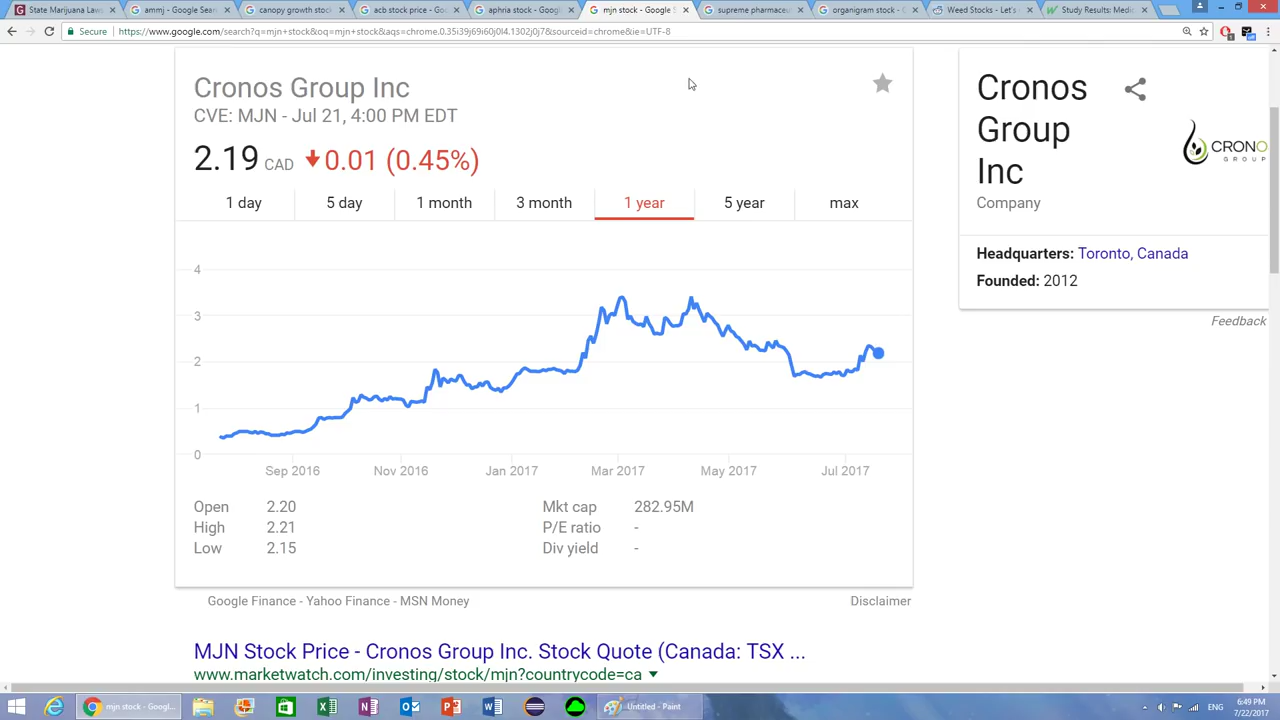 State Marijuana Laws
ammj - Google Sear
canopy growth stock
acb stock price - Goo
aphria stock - Google
mjn stock - Google S
supreme pharmaceu
organigram stock - G
Weed Stocks - Let's
Study Results: Medic
Secure
https://www.google.com/search?q=mjn+stock&oq=mjn+stock&aqs=chrome.0.35i39j69i60j0l4.1302j0j7&sourceid=chrome&ie=UTF-8
Cronos Group Inc
CVE: MJN - Jul 21, 4:00 PM EDT
2.19 CAD 0.01 (0.45%)
1 day 5 day 1 month 3 month 1 year 5 year max
4
3
2
1
0
Sep 2016 Nov 2016 Jan 2017 Mar 2017 May 2017 Jul 2017
Open 2.20
High 2.21
Low 2.15
Mkt cap 282.95M
P/E ratio -
Div yield -
Google Finance - Yahoo Finance - MSN Money
Disclaimer
MJN Stock Price - Cronos Group Inc. Stock Quote (Canada: TSX ...
www.marketwatch.com/investing/stock/mjn?countrycode=ca
Cronos
Group
Inc
Company
CRONO
GROUP
Headquarters: Toronto, Canada
Founded: 2012
Feedback
mjn stock - Googl...
Untitled - Paint
ENG
6:49 PM
7/22/2017